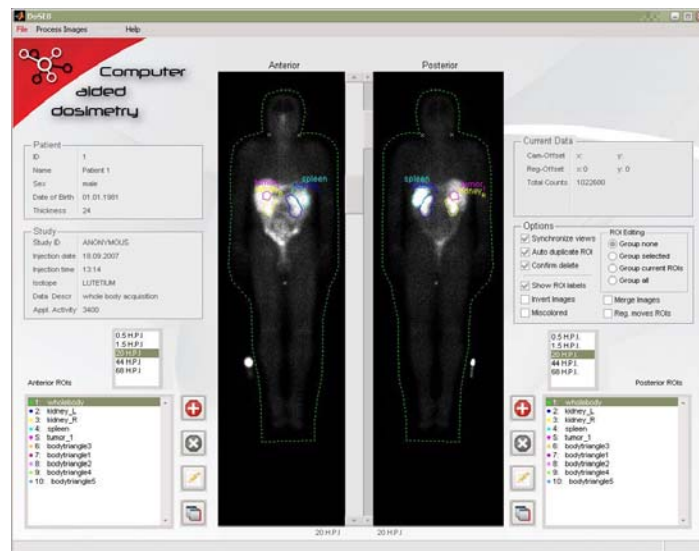 DoSE0
File Process Images Help
Computer
aided
dosimetry
Anterior
Posterior
spleen
spleen
tumor
kidney
Patient
ID 1
Name Patient 1
Sex male
Date of Birth 01.01.1981
Thickness 24
Study
Study ID ANONYMOUS
Injection date 18.09.2007
Injection time 13:14
Isotope LUTETIUM
Data Descr whole body acquisition
Appl. Activity 3400
0.5 H.P.I
1.5 H.P.I
20 H.P.I
44 H.P.I
68 H.P.I
Anterior ROIs
1: wholebody
2: kidney_L
3: kidney_R
4: spleen
5: tumor_1
6: bodytriangle3
7: bodytriangle1
8: bodytriangle2
9: bodytriangle4
10: bodytriangle5
20 H.P.I
20 H.P.I
Current Data
Cam-Offset x: y:
Reg-Offset x: 0 y: 0
Total Counts 1022600
Options
Synchronize views
Auto duplicate ROI
Confirm delete
Show ROI labels
Invert Images
Miscolored
ROI Editing
Group none
Group selected
Group current ROIs
Group all
Merge Images
Reg. moves ROIs
0.5 H.P.I.
1.5 H.P.I
20 H.P.I
44 H.P.I
68 H.P.I
Posterior ROIs
1: wholebody
2: kidney_L
3: kidney_R
4: spleen
5: tumor_1
6: bodytriangle3
7: bodytriangle1
8: bodytriangle2
9: bodytriangle4
10: bodytriangle5